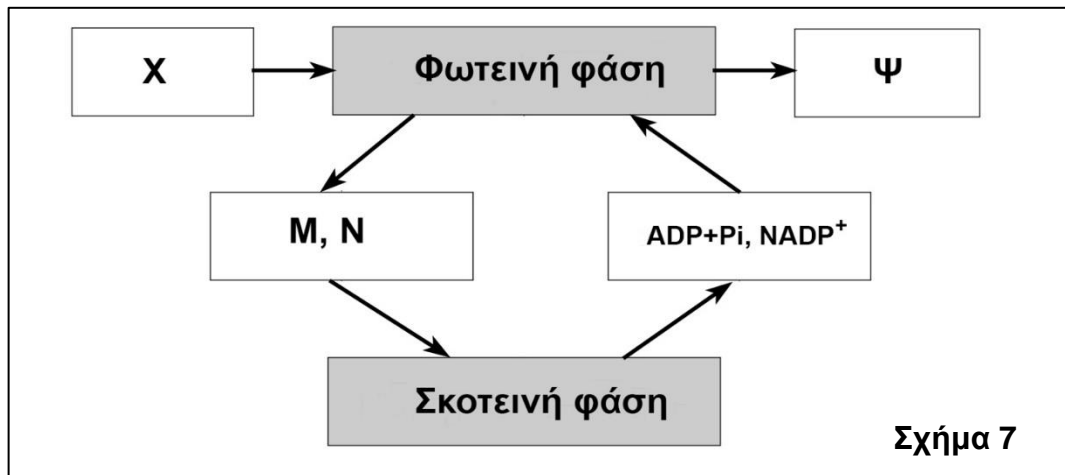 Χ
Φωτεινή φάση
Ψ
Μ, Ν
ADP+Pi, NADP⁺
Σκοτεινή φάση
Σχήμα 7